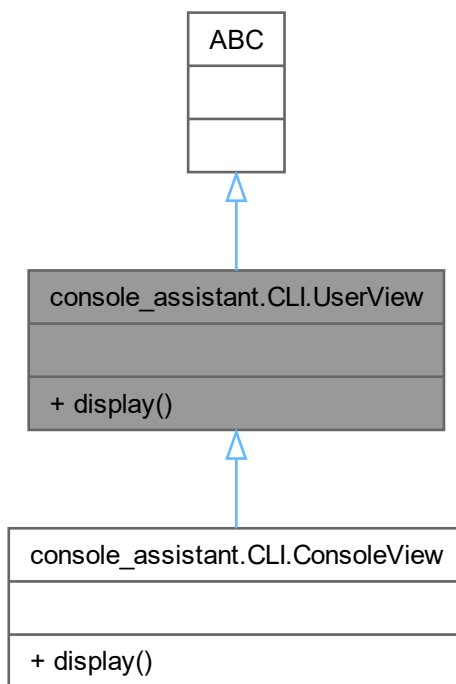 ABC
console_assistant.CLI.UserView
+ display()
console_assistant.CLI.ConsoleView
+ display()